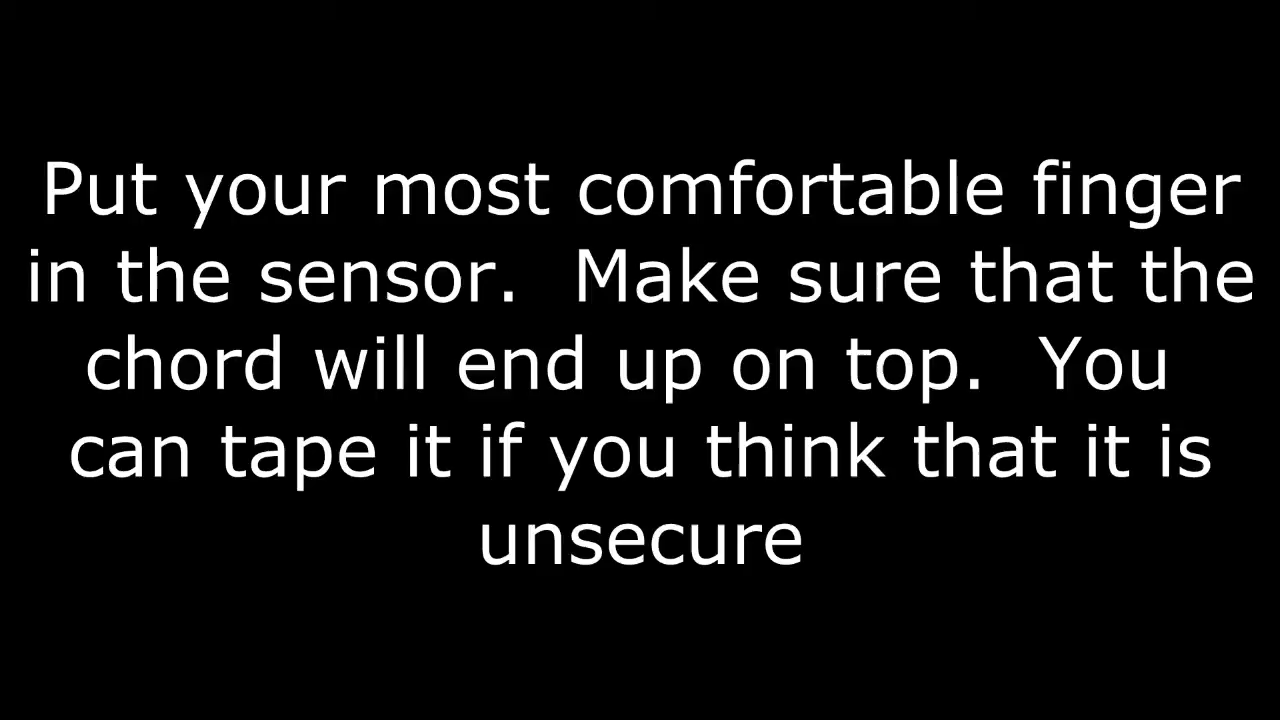 Put your most comfortable finger
in the sensor.  Make sure that the
chord will end up on top.  You
can tape it if you think that it is
unsecure